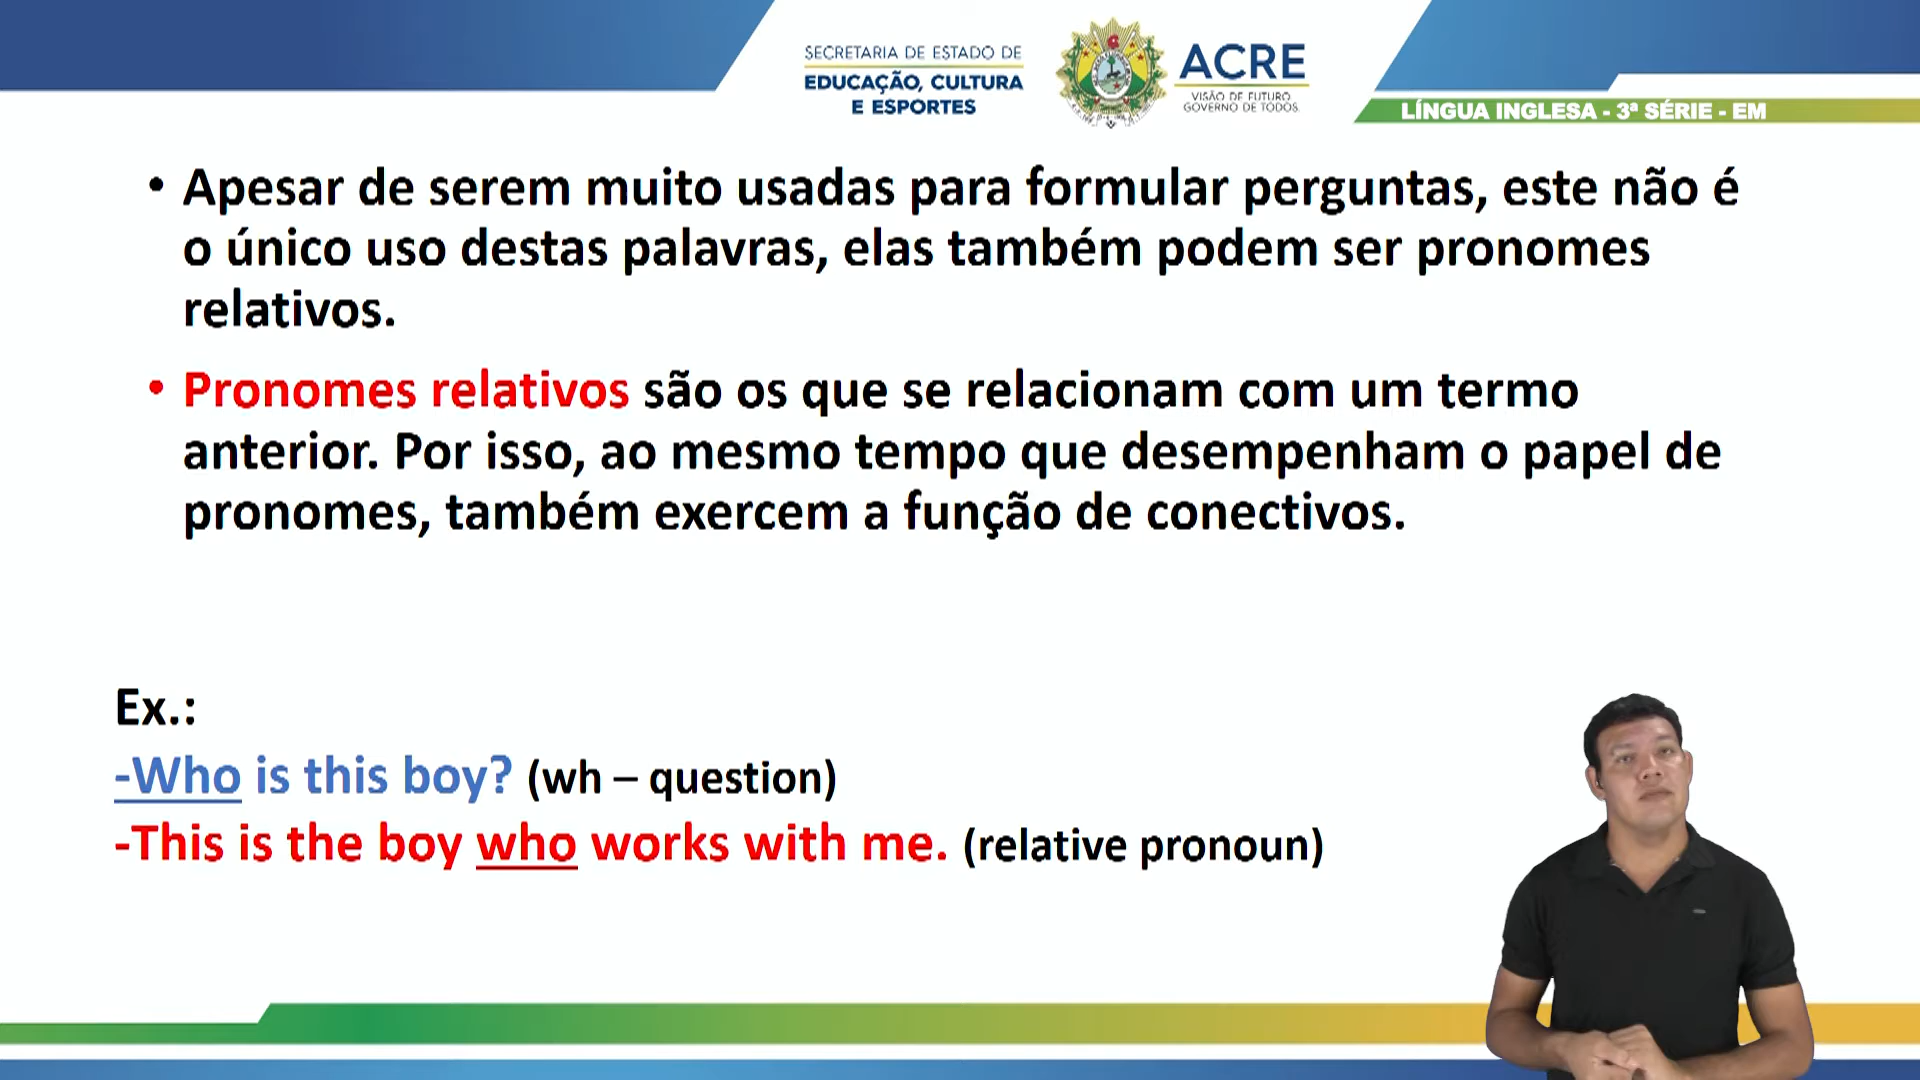 SECRETARIA DE ESTADO DE
EDUCAÇÃO, CULTURA
E ESPORTES
ACRE
VISÃO DE FUTURO
GOVERNO DE TODOS
LÍNGUA INGLESA - 3ª SÉRIE - EM
• Apesar de serem muito usadas para formular perguntas, este não é
o único uso destas palavras, elas também podem ser pronomes
relativos.
• Pronomes relativos são os que se relacionam com um termo
anterior. Por isso, ao mesmo tempo que desempenham o papel de
pronomes, também exercem a função de conectivos.
Ex.:
-Who is this boy? (wh – question)
-This is the boy who works with me. (relative pronoun)